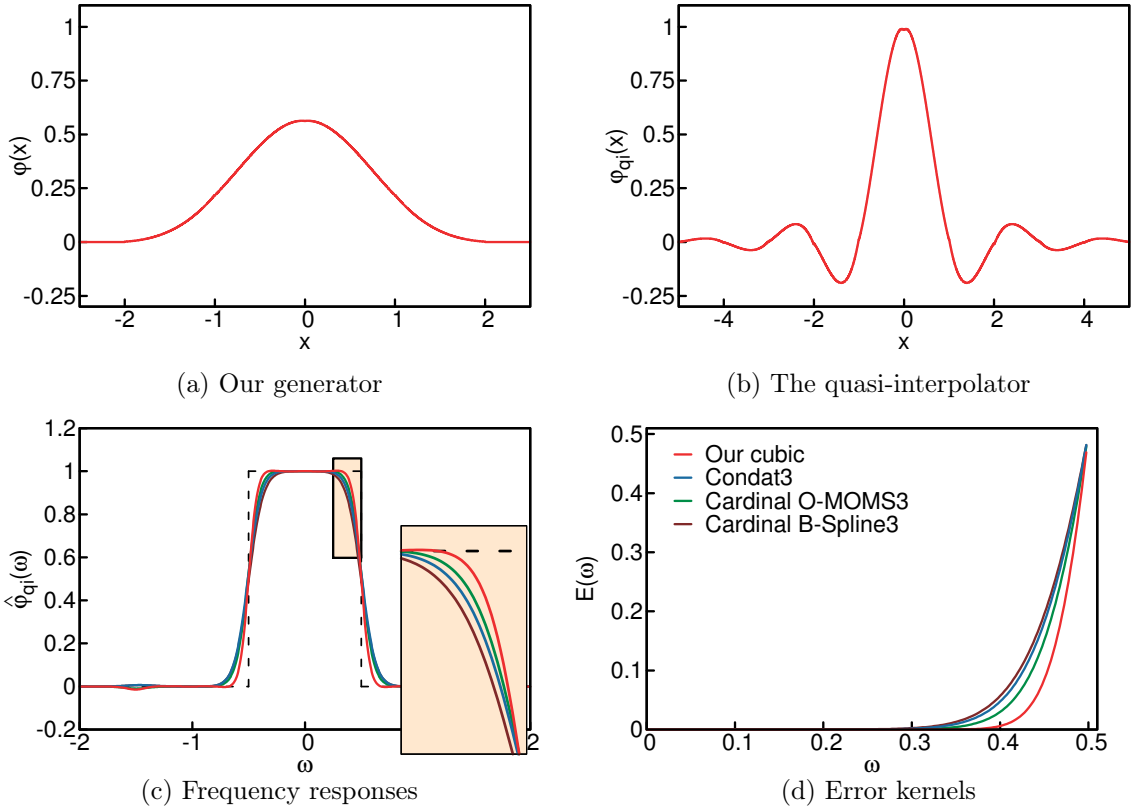 1
0.75
0.5
0.25
0
-0.25
φ(x)
-2
-1
0
1
2
x
(a) Our generator
1
0.75
0.5
0.25
0
-0.25
φqi(x)
-4
-2
0
2
4
x
(b) The quasi-interpolator
1.2
1
0.8
0.6
0.4
0.2
0
-0.2
φ̂qi(ω)
-2
-1
0
1
2
ω
(c) Frequency responses
0.5
0.4
0.3
0.2
0.1
0
E(ω)
Our cubic
Condat3
Cardinal O-MOMS3
Cardinal B-Spline3
0
0.1
0.2
0.3
0.4
0.5
ω
(d) Error kernels